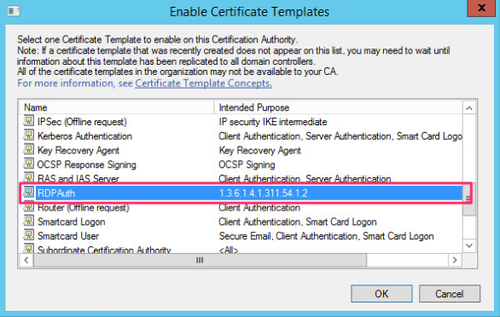 Enable Certificate Templates
x
Select one Certificate Template to enable on this Certification Authority.
Note: If a certificate template that was recently created does not appear on this list, you may need to wait until
information about this template has been replicated to all domain controllers.
All of the certificate templates in the organization may not be available to your CA.
For more information, see Certificate Template Concepts.
Name Intended Purpose
IPSec (Offline request) IP security IKE intermediate
Kerberos Authentication Client Authentication, Server Authentication, Smart Card Logo
Key Recovery Agent Key Recovery Agent
OCSP Response Signing OCSP Signing
RAS and IAS Server Client Authentication, Server Authentication
RDPAuth 1.3.6.1.4.1.311.54.1.2
Router (Offline request) Client Authentication
Smartcard Logon Client Authentication, Smart Card Logon
Smartcard User Secure Email, Client Authentication, Smart Card Logon
Subordinate Certification Authority <All>
OK Cancel